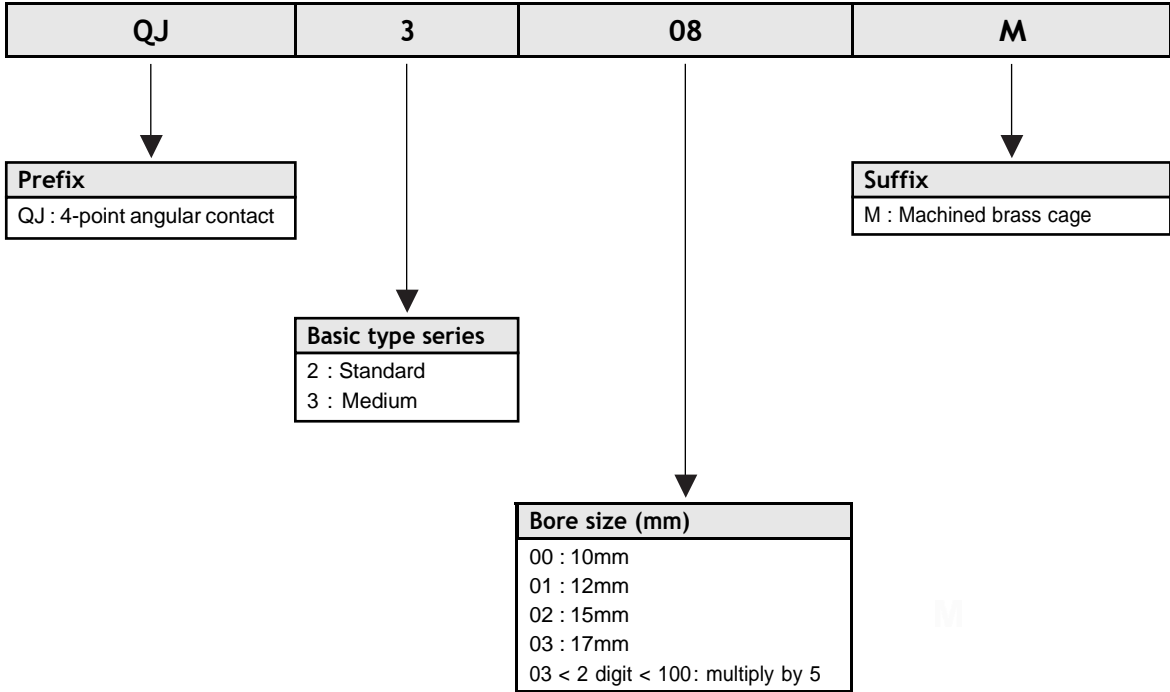 QJ 3 08 M
Prefix
QJ : 4-point angular contact
Suffix
M : Machined brass cage
Basic type series
2 : Standard
3 : Medium
Bore size (mm)
00 : 10mm
01 : 12mm
02 : 15mm
03 : 17mm
03 < 2 digit < 100: multiply by 5
M